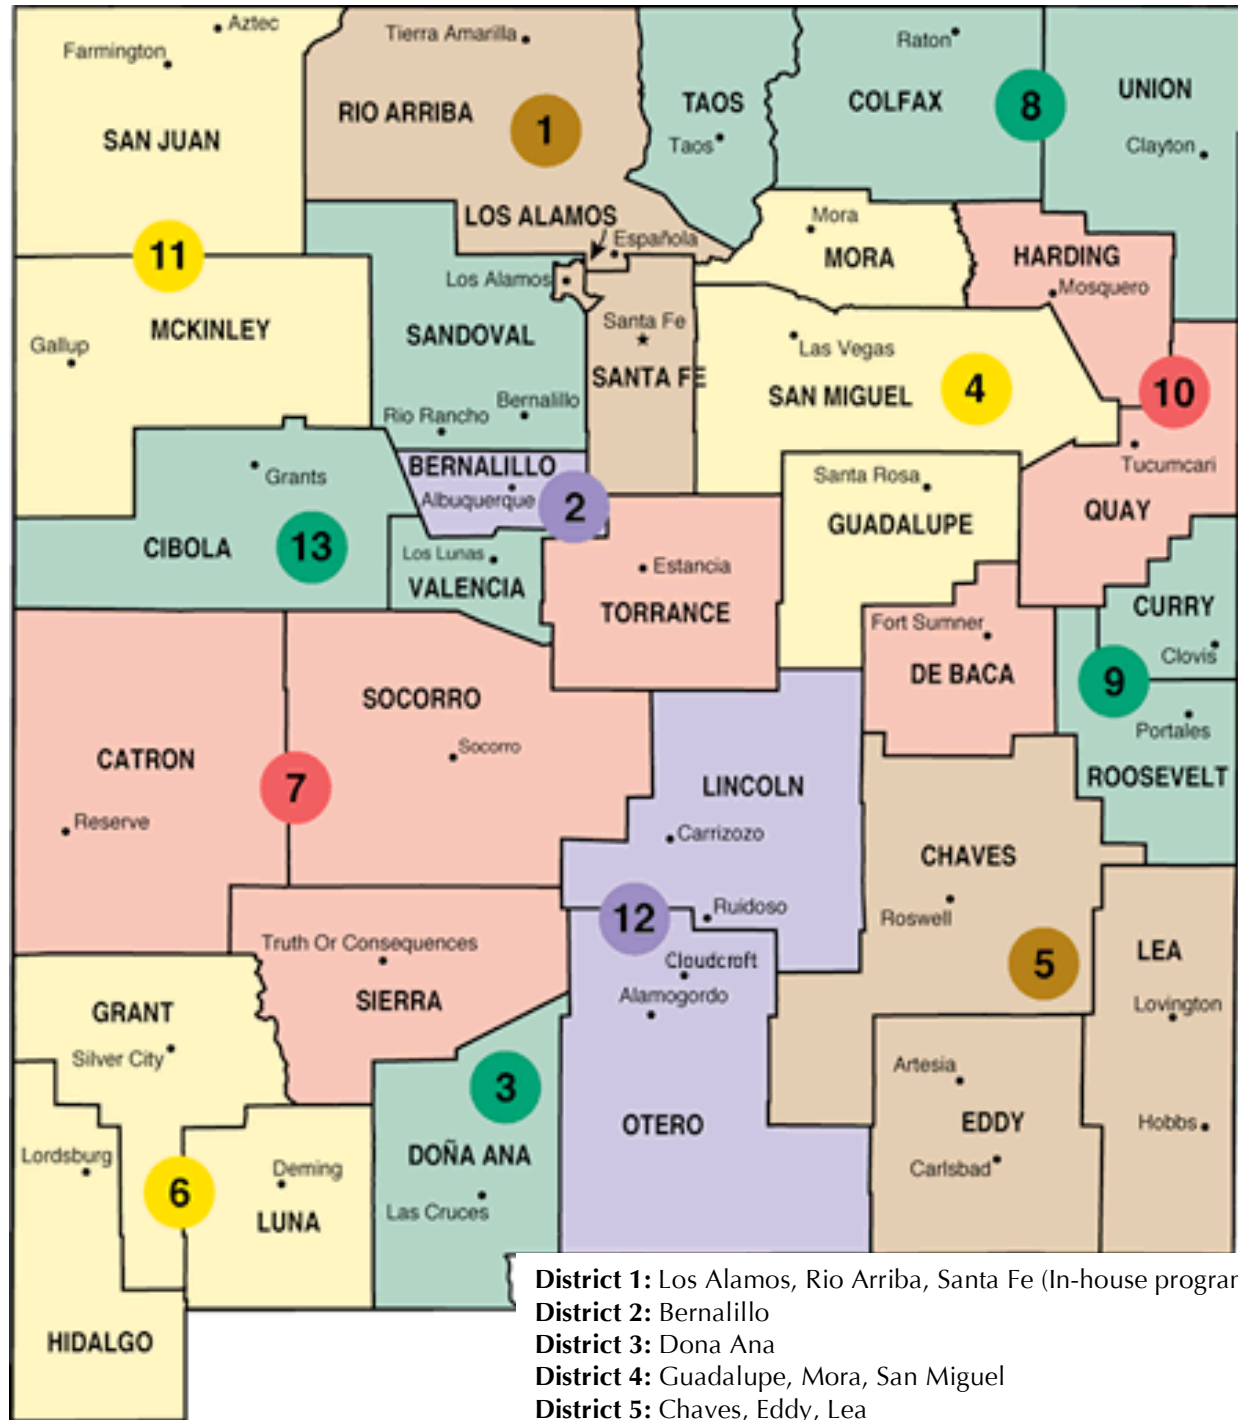 Aztec
Farmington
SAN JUAN
Tierra Amarilla
RIO ARRIBA
1
TAOS
Taos
Raton
COLFAX
8
UNION
Clayton
11
LOS ALAMOS
Española
Los Alamos
Mora
MORA
HARDING
Mosquero
MCKINLEY
Gallup
SANDOVAL
Rio Rancho
Bernalillo
Santa Fe
SANTA FE
Las Vegas
SAN MIGUEL
4
10
Tucumcari
QUAY
BERNALILLO
Albuquerque
2
Grants
CIBOLA
13
Los Lunas
VALENCIA
Estancia
TORRANCE
Santa Rosa
GUADALUPE
CURRY
Clovis
9
Portales
ROOSEVELT
Fort Sumner
DE BACA
SOCORRO
Socorro
CATRON
Reserve
7
LINCOLN
Carrizozo
Ruidoso
12
CHAVES
Roswell
5
LEA
Lovington
Hobbs
Truth Or Consequences
SIERRA
Cloudcroft
Alamogordo
OTERO
Artesia
EDDY
Carlsbad
GRANT
Silver City
Lordsburg
6
Deming
LUNA
3
DOÑA ANA
Las Cruces
HIDALGO
District 1: Los Alamos, Rio Arriba, Santa Fe (In-house progra
District 2: Bernalillo
District 3: Dona Ana
District 4: Guadalupe, Mora, San Miguel
District 5: Chaves, Eddy, Lea